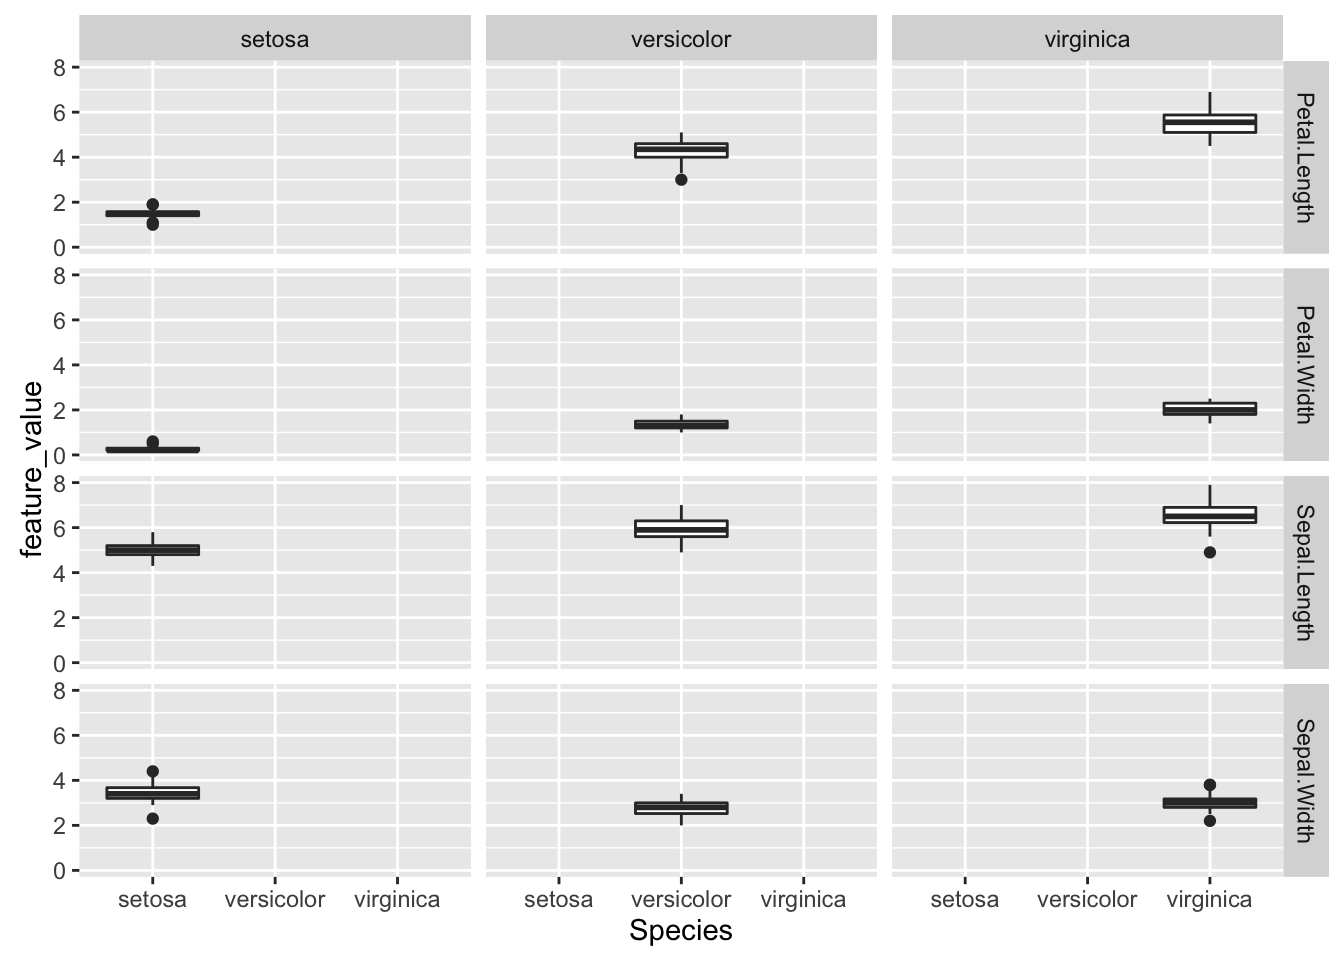 setosa versicolor virginica
8
6
4
2
0
Petal.Length
8
6
4
2
0
Petal.Width
8
6
4
2
0
Sepal.Length
8
6
4
2
0
Sepal.Width
feature_value
setosa versicolor virginica setosa versicolor virginica setosa versicolor virginica
Species